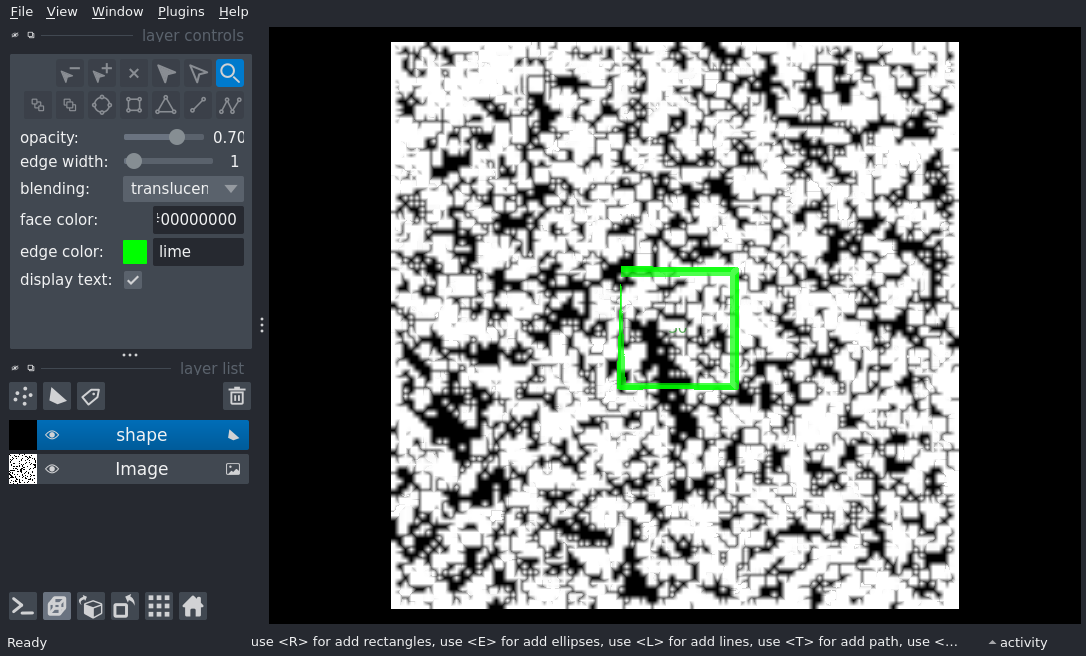 File View Window Plugins Help
layer controls
opacity: 0.70
edge width: 1
blending: translucen
face color: 00000000
edge color: lime
display text:
layer list
shape
Image
Ready
use <R> for add rectangles, use <E> for add ellipses, use <L> for add lines, use <T> for add path, use <...
activity